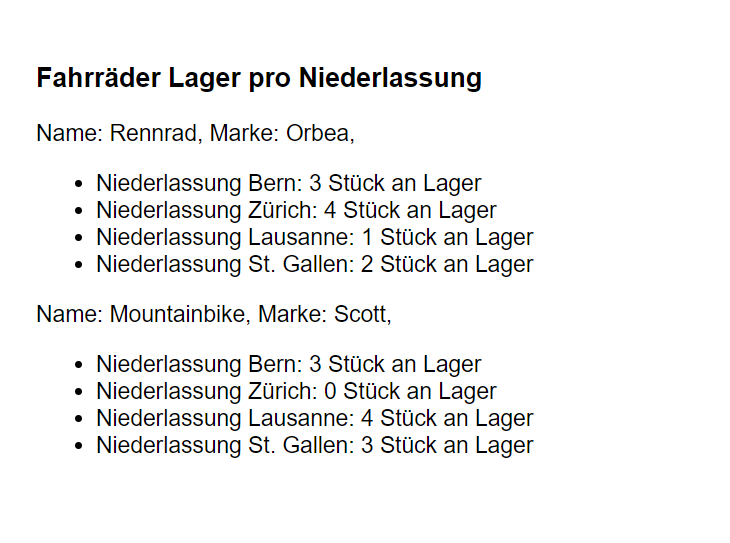 Fahrräder Lager pro Niederlassung
Name: Rennrad, Marke: Orbea,
• Niederlassung Bern: 3 Stück an Lager
• Niederlassung Zürich: 4 Stück an Lager
• Niederlassung Lausanne: 1 Stück an Lager
• Niederlassung St. Gallen: 2 Stück an Lager
Name: Mountainbike, Marke: Scott,
• Niederlassung Bern: 3 Stück an Lager
• Niederlassung Zürich: 0 Stück an Lager
• Niederlassung Lausanne: 4 Stück an Lager
• Niederlassung St. Gallen: 3 Stück an Lager